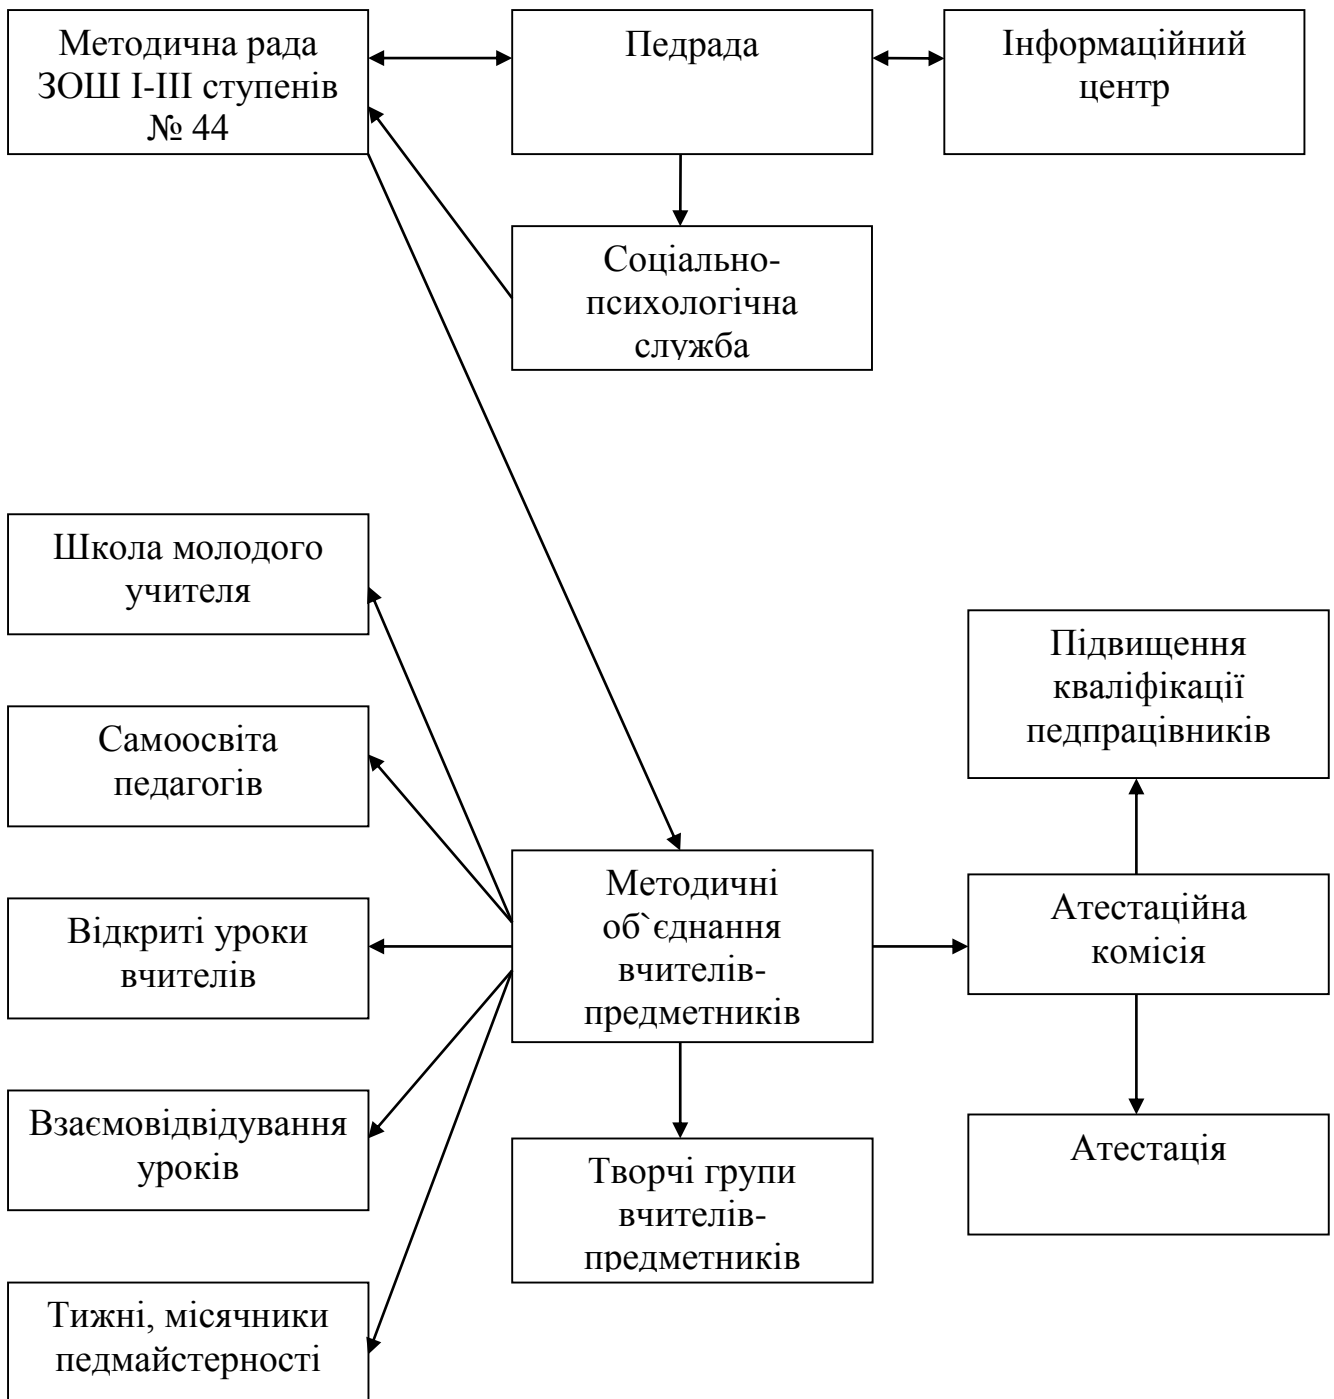 Методична рада
ЗОШ І-ІІІ ступенів
№ 44
Педрада
Інформаційний
центр
Соціально-
психологічна
служба
Школа молодого
учителя
Самоосвіта
педагогів
Відкриті уроки
вчителів
Взаємовідвідування
уроків
Тижні, місячники
педмайстерності
Методичні
об`єднання
вчителів-
предметників
Творчі групи
вчителів-
предметників
Підвищення
кваліфікації
педпрацівників
Атестаційна
комісія
Атестація